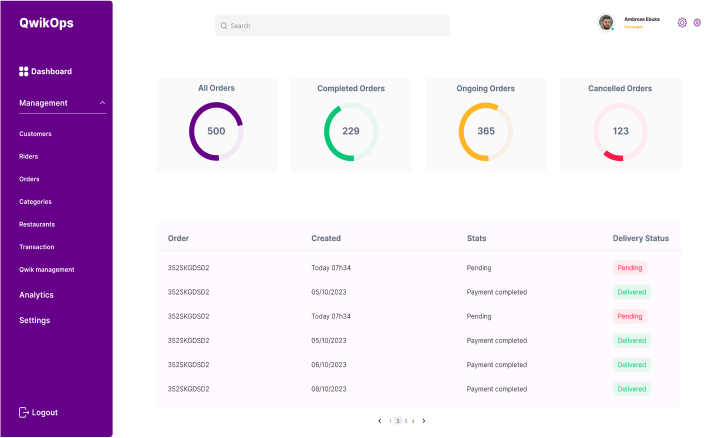 QwikOps
Search
Ambrose Ebuka
Manager
Dashboard
Management
Customers
Riders
Orders
Categories
Restaurants
Transaction
Qwik management
Analytics
Settings
Logout
All Orders
500
Completed Orders
229
Ongoing Orders
365
Cancelled Orders
123
Order Created Stats Delivery Status
352SKGDSD2 Today 07h34 Pending Pending
352SKGDSD2 05/10/2023 Payment completed Delivered
352SKGDSD2 Today 07h34 Pending Pending
352SKGDSD2 05/10/2023 Payment completed Delivered
352SKGDSD2 06/10/2023 Payment completed Delivered
352SKGDSD2 08/10/2023 Payment completed Delivered
1 2 3 4